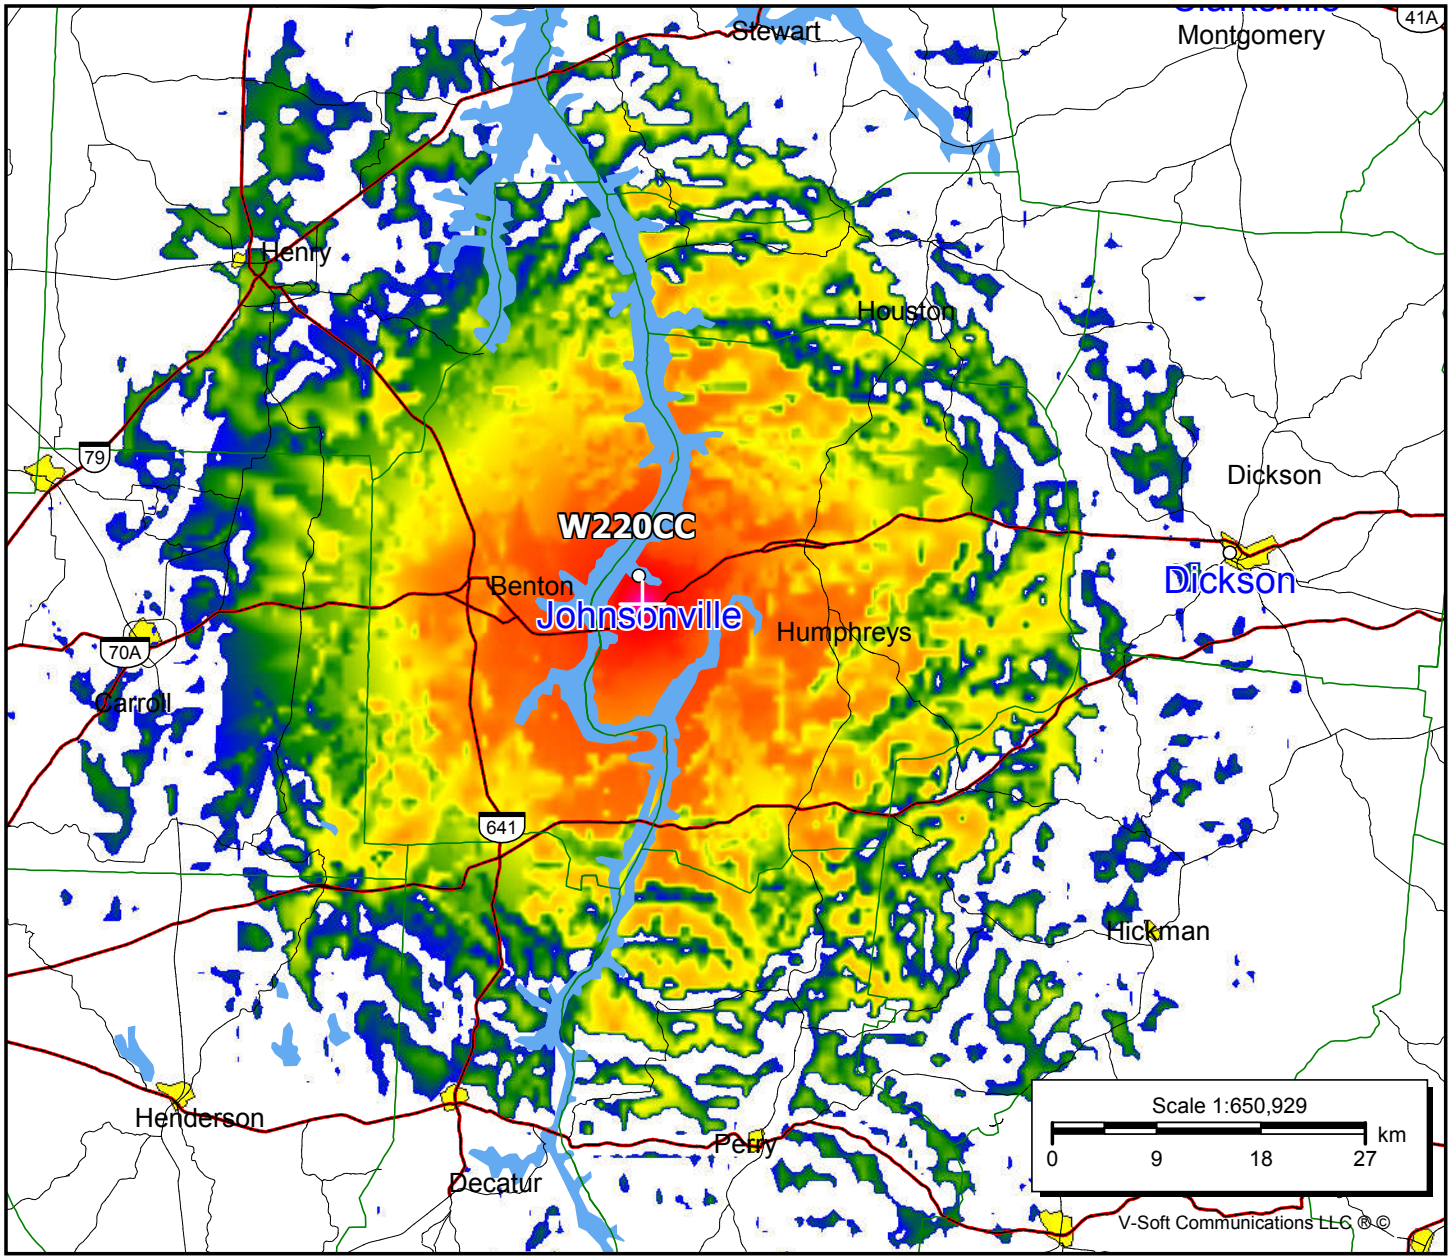 Clarksville
41A
Stewart
Montgomery
Henry
Houston
79
Dickson
W220CC
Benton
Dickson
Johnsonville
Humphreys
70A
Carroll
641
Hickman
Scale 1:650,929
km
0 9 18 27
Henderson
Perry
Decatur
V-Soft Communications LLC ® ©